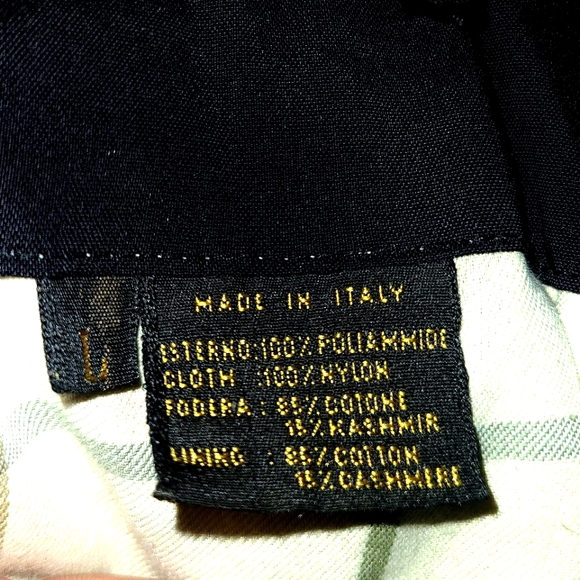 MADE IN ITALY
ESTERNO:100% POLIAMMIDE
CLOTH :100% NYLON
FODERA : 85% COTONE
15% KASHMIR
LINING : 85% COTTON
15% CASHMERE
L